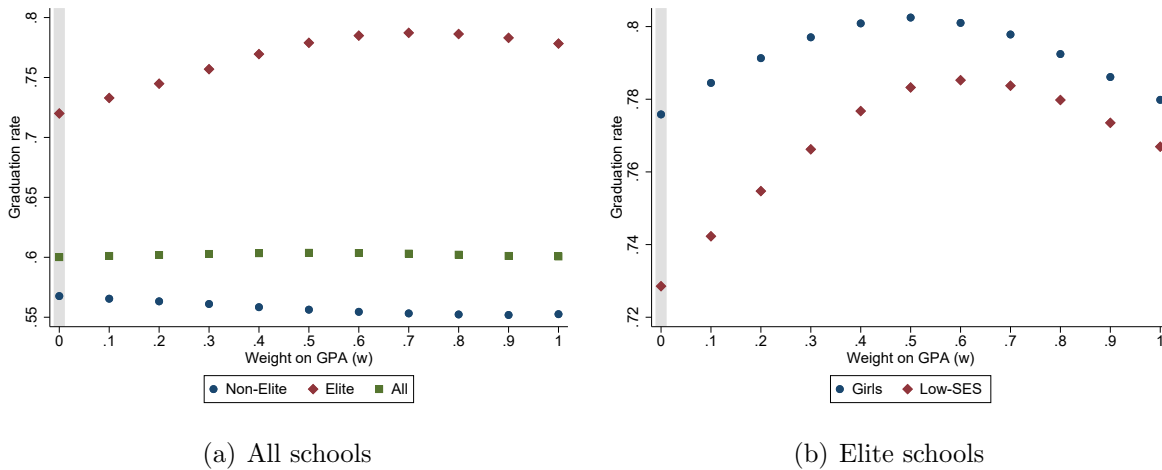 Graduation rate
.8
.75
.7
.65
.6
.55
0 .1 .2 .3 .4 .5 .6 .7 .8 .9 1
Weight on GPA (w)
Non-Elite Elite All
(a) All schools
Graduation rate
.8
.78
.76
.74
.72
0 .1 .2 .3 .4 .5 .6 .7 .8 .9 1
Weight on GPA (w)
Girls Low-SES
(b) Elite schools